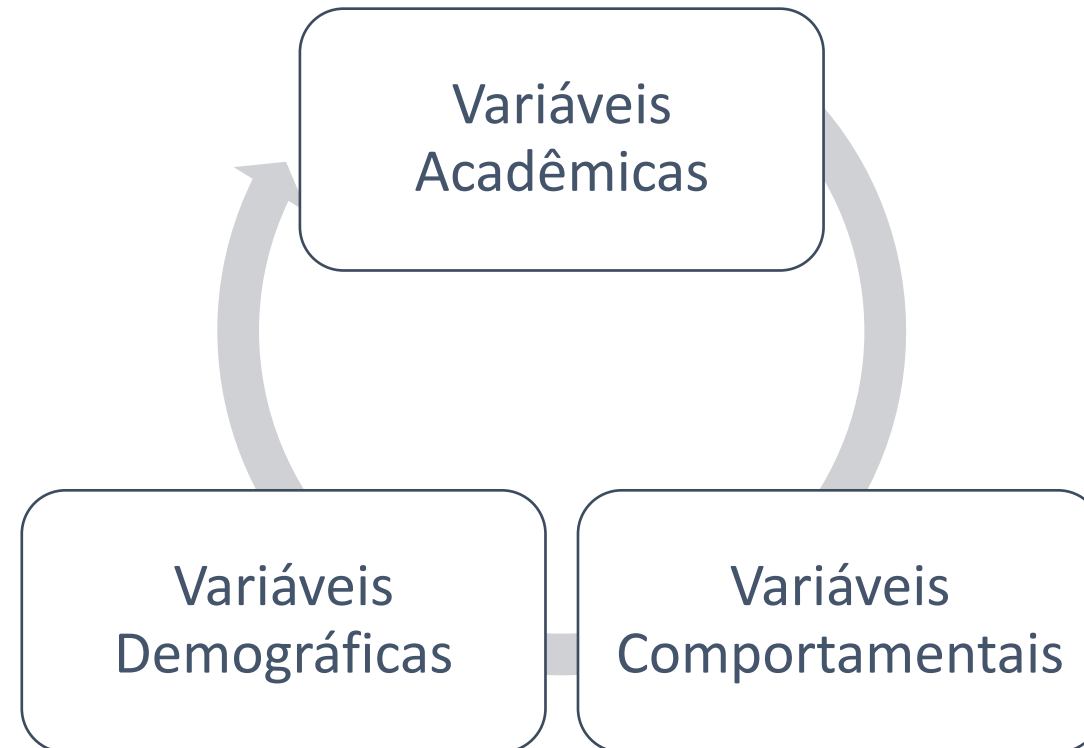 Variáveis
Acadêmicas
Variáveis
Demográficas
Variáveis
Comportamentais